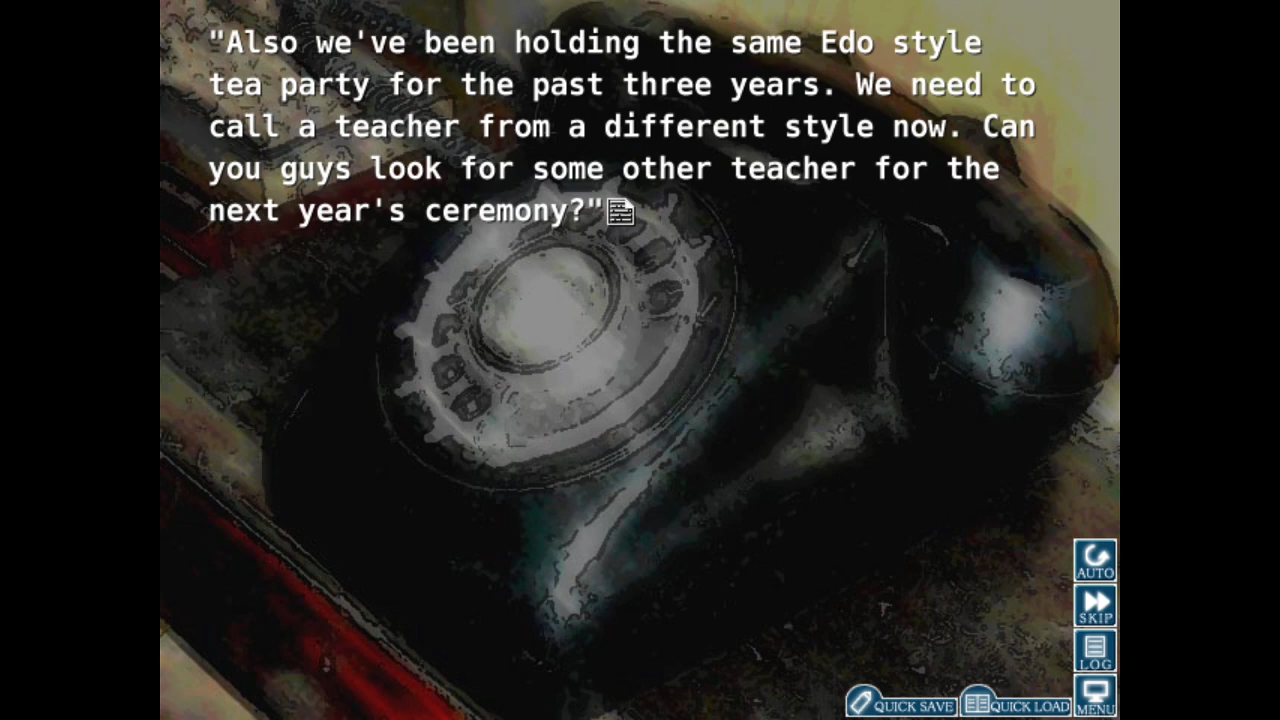 "Also we've been holding the same Edo style
tea party for the past three years. We need to
call a teacher from a different style now. Can
you guys look for some other teacher for the
next year's ceremony?"
AUTO
SKIP
LOG
MENU
QUICK SAVE
QUICK LOAD